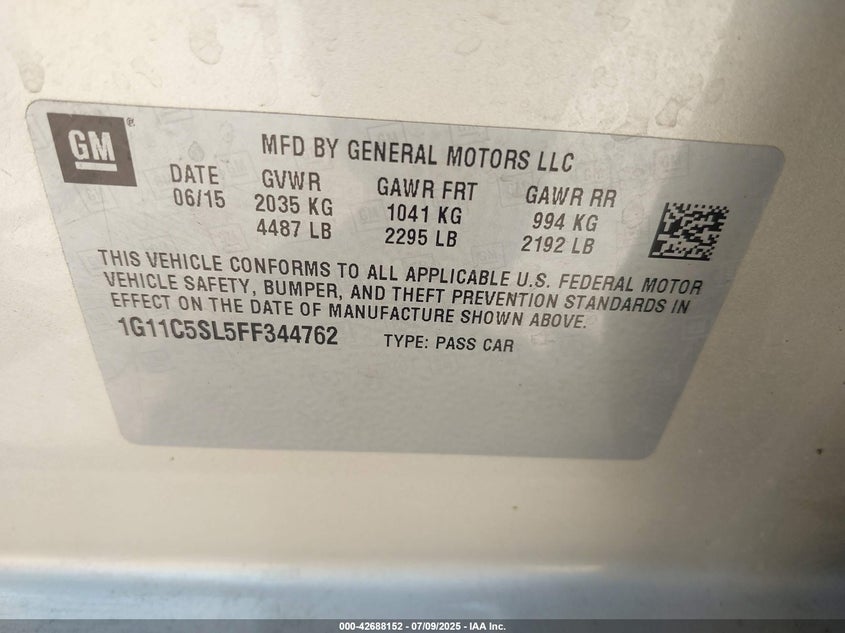 GM ®
MFD BY GENERAL MOTORS LLC
DATE GVWR GAWR FRT GAWR RR
06/15 2035 KG 1041 KG 994 KG
4487 LB 2295 LB 2192 LB
THIS VEHICLE CONFORMS TO ALL APPLICABLE U.S. FEDERAL MOTOR
VEHICLE SAFETY, BUMPER, AND THEFT PREVENTION STANDARDS IN
EFFECT ON THE DATE OF MANUFACTURE SHOWN ABOVE.
1G11C5SL5FF344762 TYPE: PASS CAR
000-42688152 | 07/09/2025 - IAA Inc.